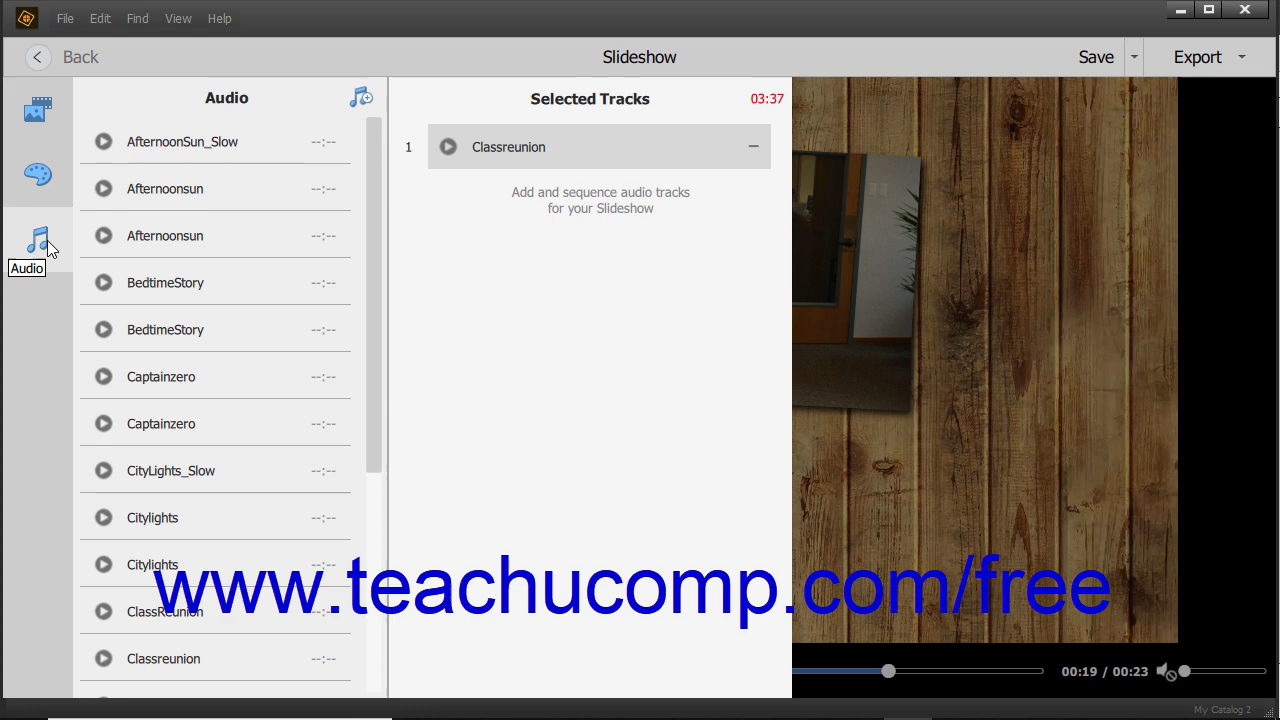 File Edit Find View Help
Back
Slideshow
Save
Export
Audio
AfternoonSun_Slow --:--
Afternoonsun --:--
Afternoonsun --:--
BedtimeStory --:--
BedtimeStory --:--
Captainzero --:--
Captainzero --:--
CityLights_Slow --:--
Citylights --:--
Citylights --:--
ClassReunion --:--
Classreunion --:--
Audio
Selected Tracks 03:37
1 Classreunion
Add and sequence audio tracks
for your Slideshow
www.teachucomp.com/free
00:19 / 00:23
My Catalog 2